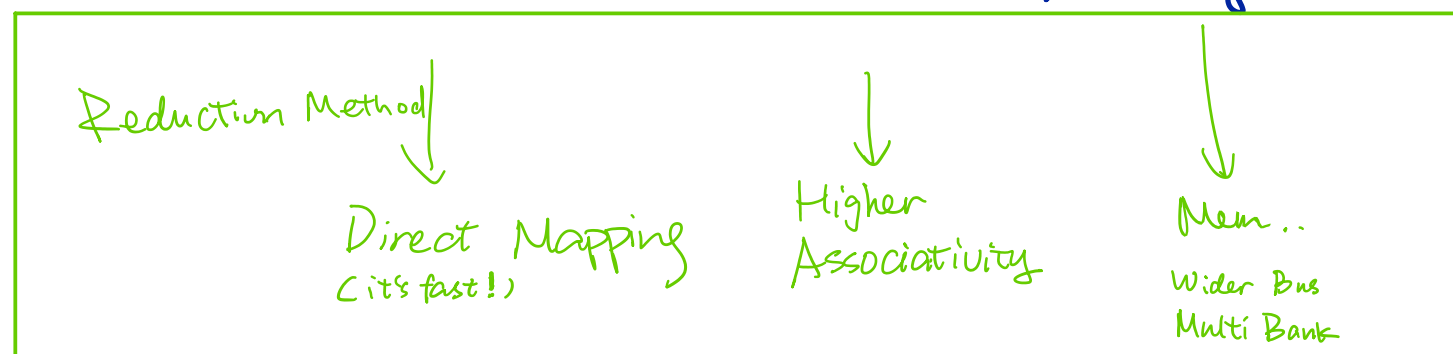 Reduction Method
Direct Mapping
(it's fast!)
Higher
Associativity
Mem..
Wider Bus
Multi Bank